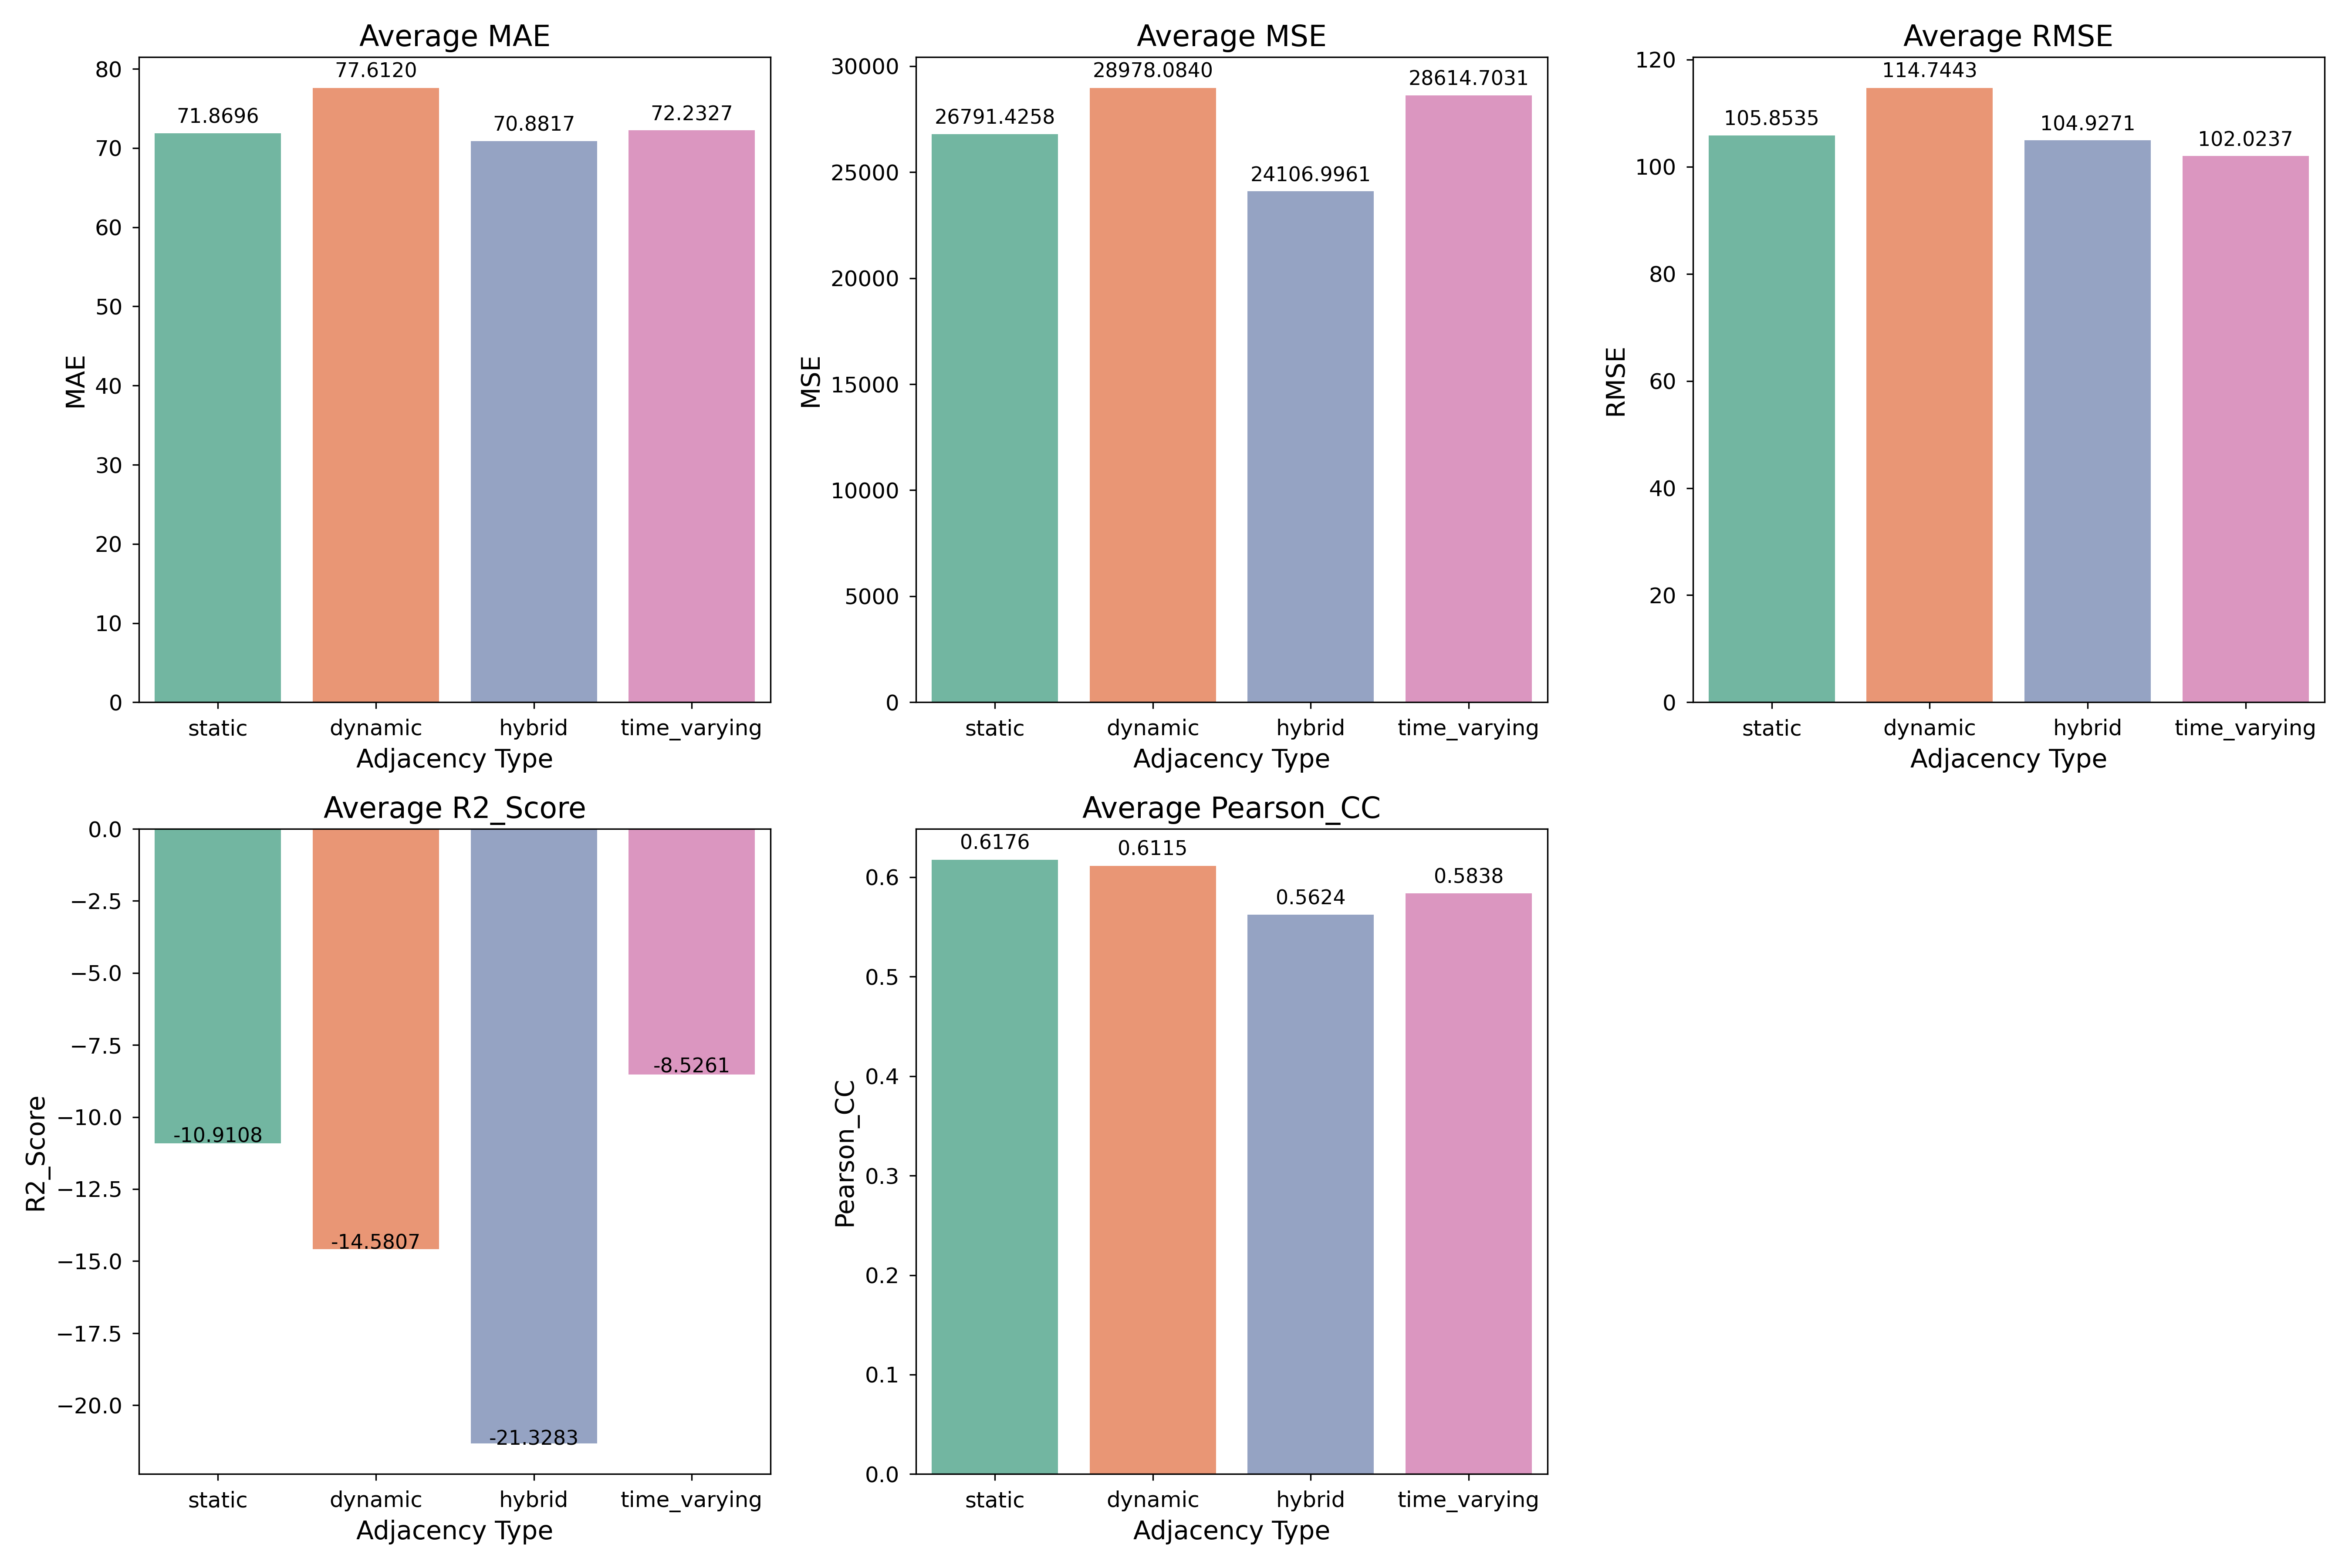 Average MAE
MAE
80
70
60
50
40
30
20
10
0
71.8696
77.6120
70.8817
72.2327
static
dynamic
hybrid
time_varying
Adjacency Type
Average MSE
MSE
30000
25000
20000
15000
10000
5000
0
26791.4258
28978.0840
24106.9961
28614.7031
static
dynamic
hybrid
time_varying
Adjacency Type
Average RMSE
RMSE
120
100
80
60
40
20
0
105.8535
114.7443
104.9271
102.0237
static
dynamic
hybrid
time_varying
Adjacency Type
Average R2_Score
R2_Score
0.0
−2.5
−5.0
−7.5
−10.0
−12.5
−15.0
−17.5
−20.0
-10.9108
-14.5807
-21.3283
-8.5261
static
dynamic
hybrid
time_varying
Adjacency Type
Average Pearson_CC
Pearson_CC
0.6
0.5
0.4
0.3
0.2
0.1
0.0
0.6176
0.6115
0.5624
0.5838
static
dynamic
hybrid
time_varying
Adjacency Type